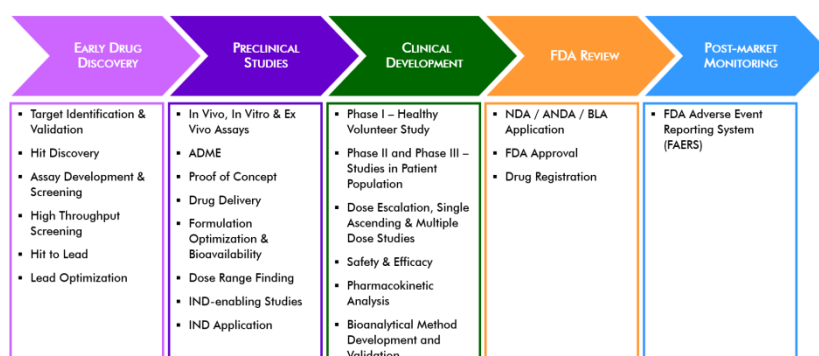 EARLY DRUG
DISCOVERY
PRECLINICAL
STUDIES
CLINICAL
DEVELOPMENT
FDA REVIEW
POST-MARKET
MONITORING
▪ Target Identification &
Validation
▪ Hit Discovery
▪ Assay Development &
Screening
▪ High Throughput
Screening
▪ Hit to Lead
▪ Lead Optimization
▪ In Vivo, In Vitro & Ex
Vivo Assays
▪ ADME
▪ Proof of Concept
▪ Drug Delivery
▪ Formulation
Optimization &
Bioavailability
▪ Dose Range Finding
▪ IND-enabling Studies
▪ IND Application
▪ Phase I – Healthy
Volunteer Study
▪ Phase II and Phase III –
Studies in Patient
Population
▪ Dose Escalation, Single
Ascending & Multiple
Dose Studies
▪ Safety & Efficacy
▪ Pharmacokinetic
Analysis
▪ Bioanalytical Method
Development and
Validation
▪ NDA / ANDA / BLA
Application
▪ FDA Approval
▪ Drug Registration
▪ FDA Adverse Event
Reporting System
(FAERS)